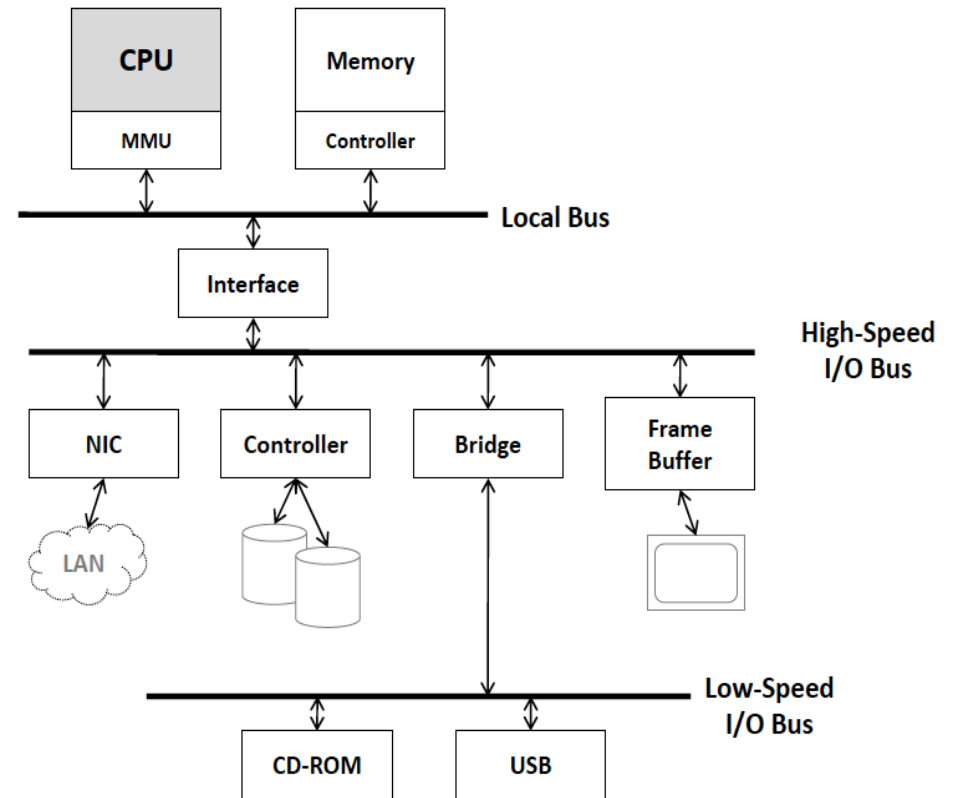 CPU
Memory
MMU
Controller
Local Bus
Interface
High-Speed
I/O Bus
NIC
Controller
Bridge
Frame
Buffer
LAN
Low-Speed
I/O Bus
CD-ROM
USB